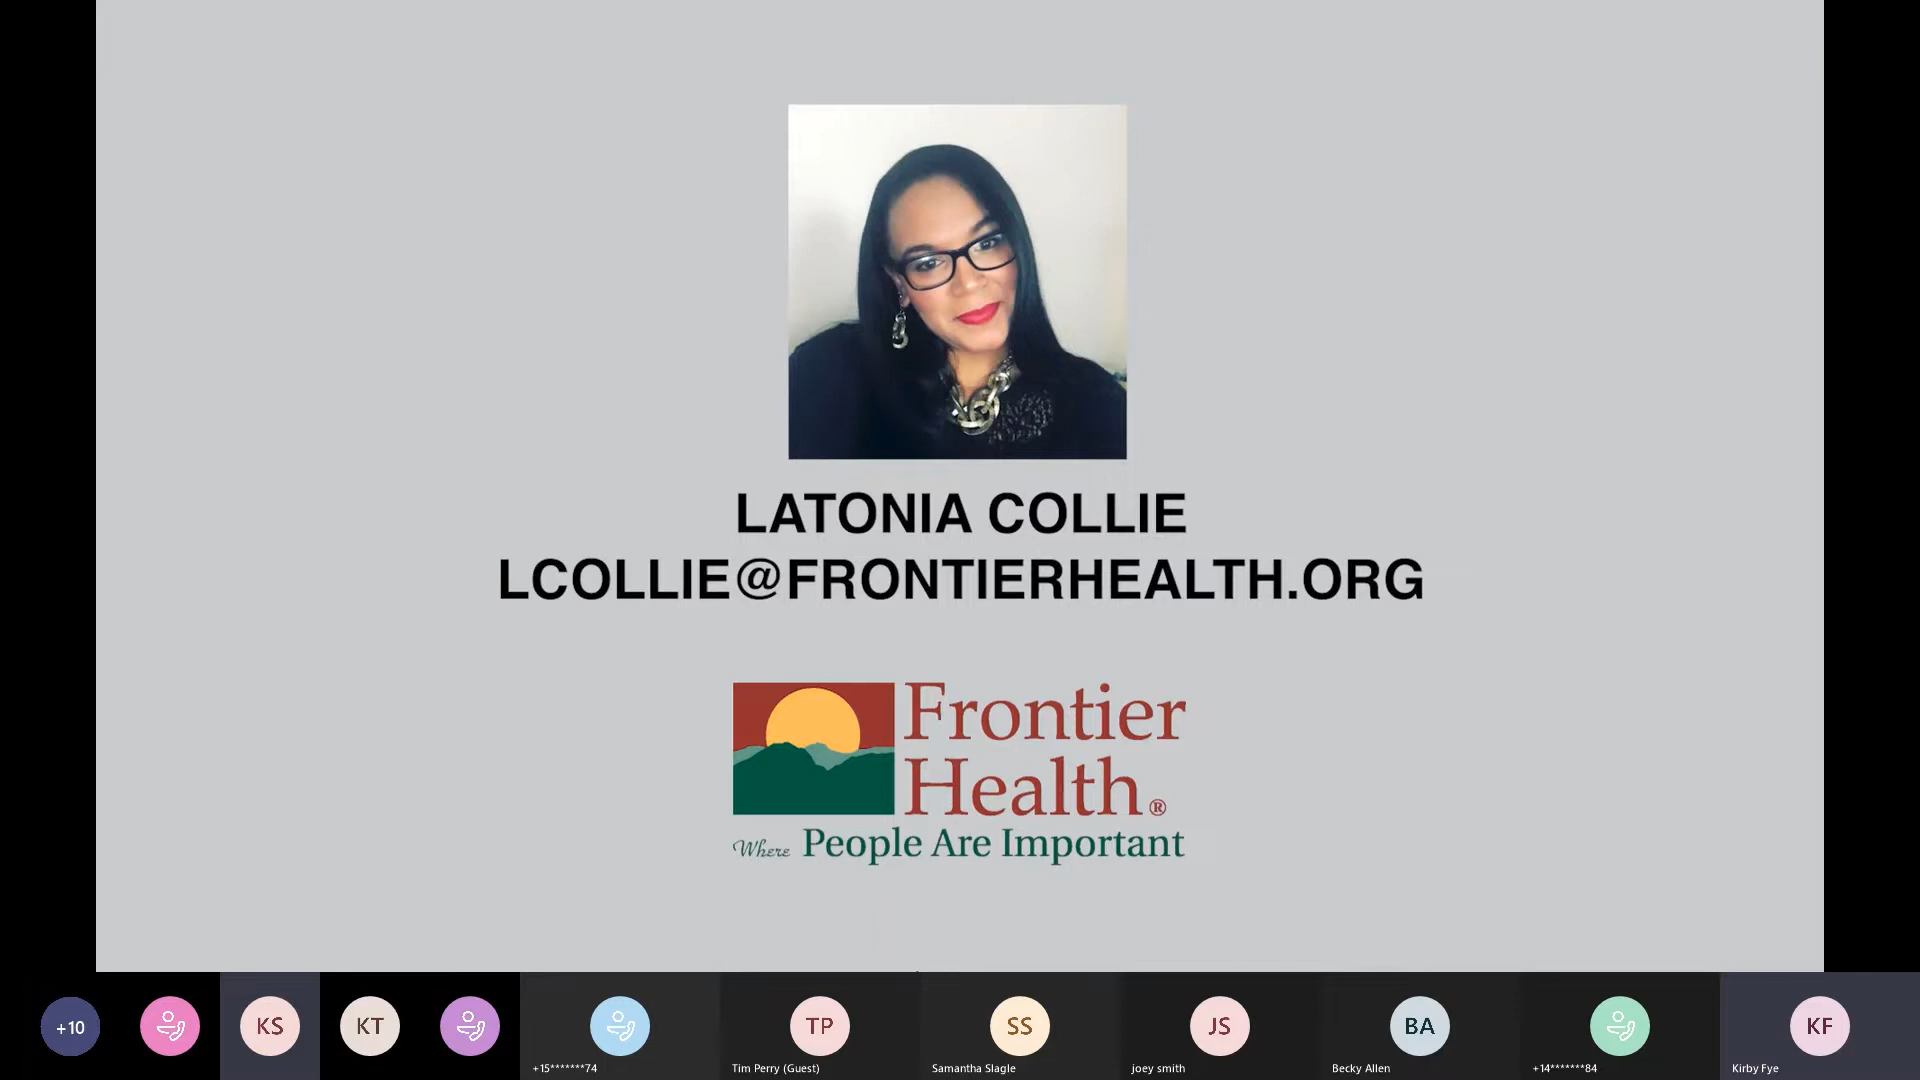 LATONIA COLLIE
LCOLLIE@FRONTIERHEALTH.ORG
Frontier
Health®
Where People Are Important
+10
KS
KT
TP
SS
JS
BA
KF
+15*******74
Tim Perry (Guest)
Samantha Slagle
joey smith
Becky Allen
+14*******84
Kirby Fye